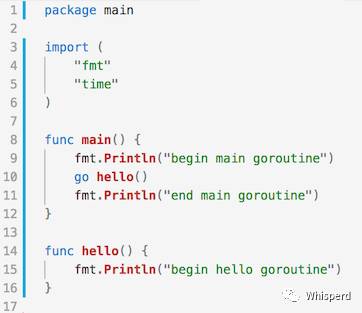 1 package main
2
3 import (
4     "fmt"
5     "time"
6 )
7
8 func main() {
9     fmt.Println("begin main goroutine")
10     go hello()
11     fmt.Println("end main goroutine")
12 }
13
14 func hello() {
15     fmt.Println("begin hello goroutine")
16 }
17
Whisperd